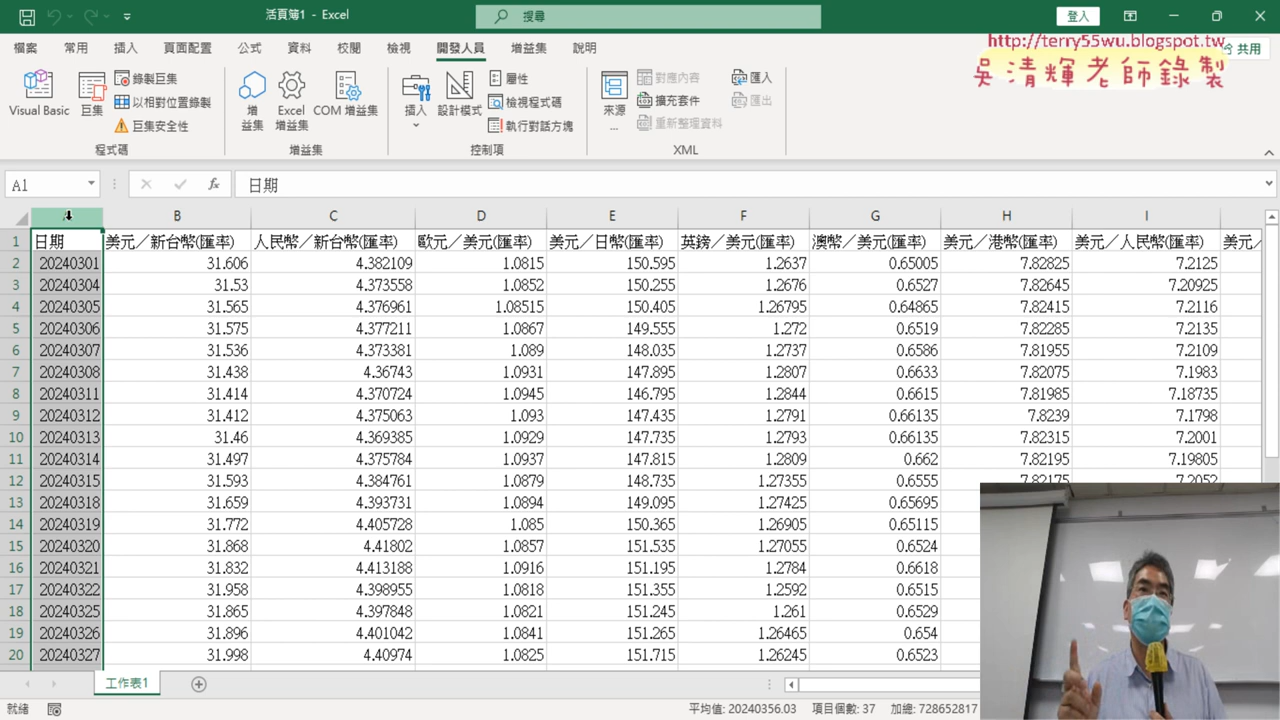 活頁簿1 - Excel
搜尋
登入
檔案 常用 插入 頁面配置 公式 資料 校閱 檢視 開發人員 增益集 說明
共用
http://terry55wu.blogspot.tw
吳清輝老師錄製
Visual Basic
巨集
錄製巨集
以相對位置錄製
巨集安全性
程式碼
增益集
Excel 增益集
COM 增益集
增益集
插入
設計模式
屬性
檢視程式碼
執行對話方塊
控制項
來源...
對應內容
擴充套件
重新整理資料
匯入
匯出
XML
A1
fx
日期
A B C D E F G H I
1 日期 美元／新台幣(匯率) 人民幣／新台幣(匯率) 歐元／美元(匯率) 美元／日幣(匯率) 英鎊／美元(匯率) 澳幣／美元(匯率) 美元／港幣(匯率) 美元／人民幣(匯率) 美元／
2 20240301 31.606 4.382109 1.0815 150.595 1.2637 0.65005 7.82825 7.2125
3 20240304 31.53 4.373558 1.0852 150.255 1.2676 0.6527 7.82645 7.20925
4 20240305 31.565 4.376961 1.08515 150.405 1.26795 0.64865 7.82415 7.2116
5 20240306 31.575 4.377211 1.0867 149.555 1.272 0.6519 7.82285 7.2135
6 20240307 31.536 4.373381 1.089 148.035 1.2737 0.6586 7.81955 7.2109
7 20240308 31.438 4.36743 1.0931 147.895 1.2807 0.6633 7.82075 7.1983
8 20240311 31.414 4.370724 1.0945 146.795 1.2844 0.6615 7.81985 7.18735
9 20240312 31.412 4.375063 1.093 147.435 1.2791 0.66135 7.8239 7.1798
10 20240313 31.46 4.369385 1.0929 147.735 1.2793 0.66135 7.82315 7.2001
11 20240314 31.497 4.375784 1.0937 147.815 1.2809 0.662 7.82195 7.19805
12 20240315 31.593 4.384761 1.0879 148.735 1.27355 0.6555 7.82175 7.2052
13 20240318 31.659 4.393731 1.0894 149.095 1.27425 0.65695
14 20240319 31.772 4.405728 1.085 150.365 1.26905 0.65115
15 20240320 31.868 4.41802 1.0857 151.535 1.27055 0.6524
16 20240321 31.832 4.413188 1.0916 151.195 1.2784 0.6618
17 20240322 31.958 4.398955 1.0818 151.355 1.2592 0.6515
18 20240325 31.865 4.397848 1.0821 151.245 1.261 0.6529
19 20240326 31.896 4.401042 1.0841 151.265 1.26465 0.654
20 20240327 31.998 4.40974 1.0825 151.715 1.26245 0.6523
工作表1
就緒
平均值: 20240356.03 項目個數: 37 加總: 728652817